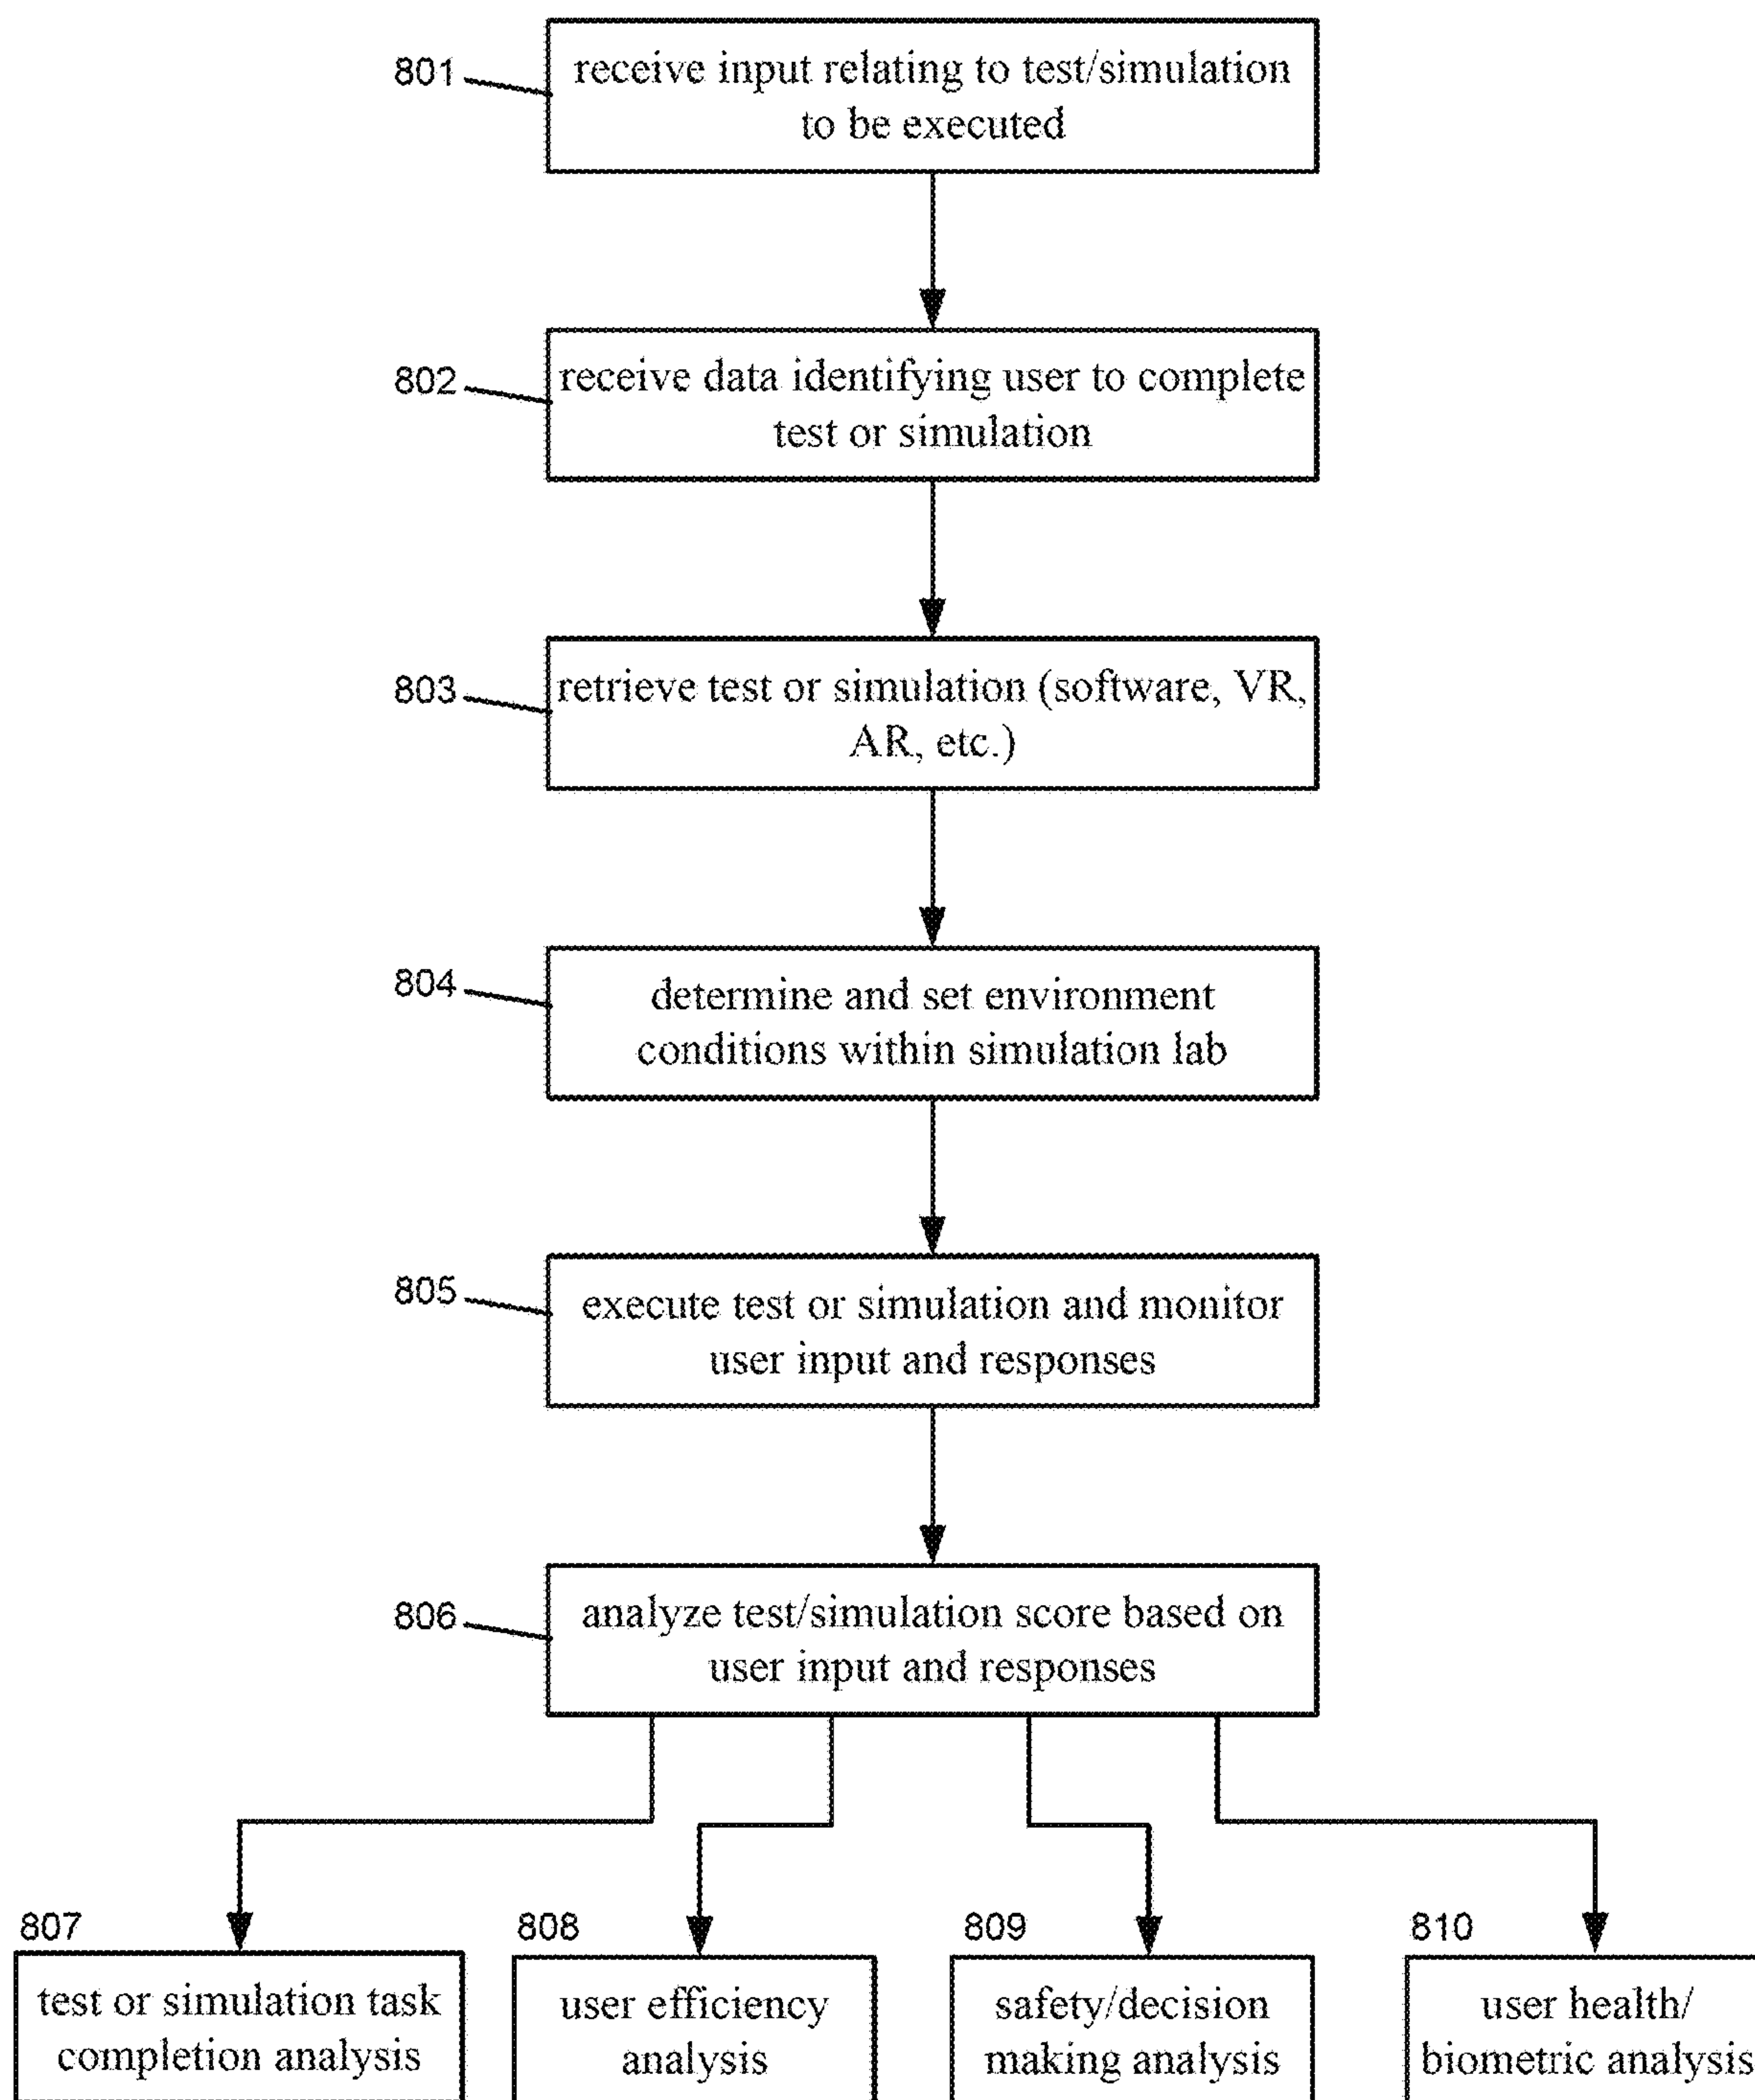 801
receive input relating to test/simulation
to be executed
802
receive data identifying user to complete
test or simulation
803
retrieve test or simulation (software, VR,
AR, etc.)
804
determine and set environment
conditions within simulation lab
805
execute test or simulation and monitor
user input and responses
806
analyze test/simulation score based on
user input and responses
807
test or simulation task
completion analysis
808
user efficiency
analysis
809
safety/decision
making analysis
810
user health/
biometric analysis